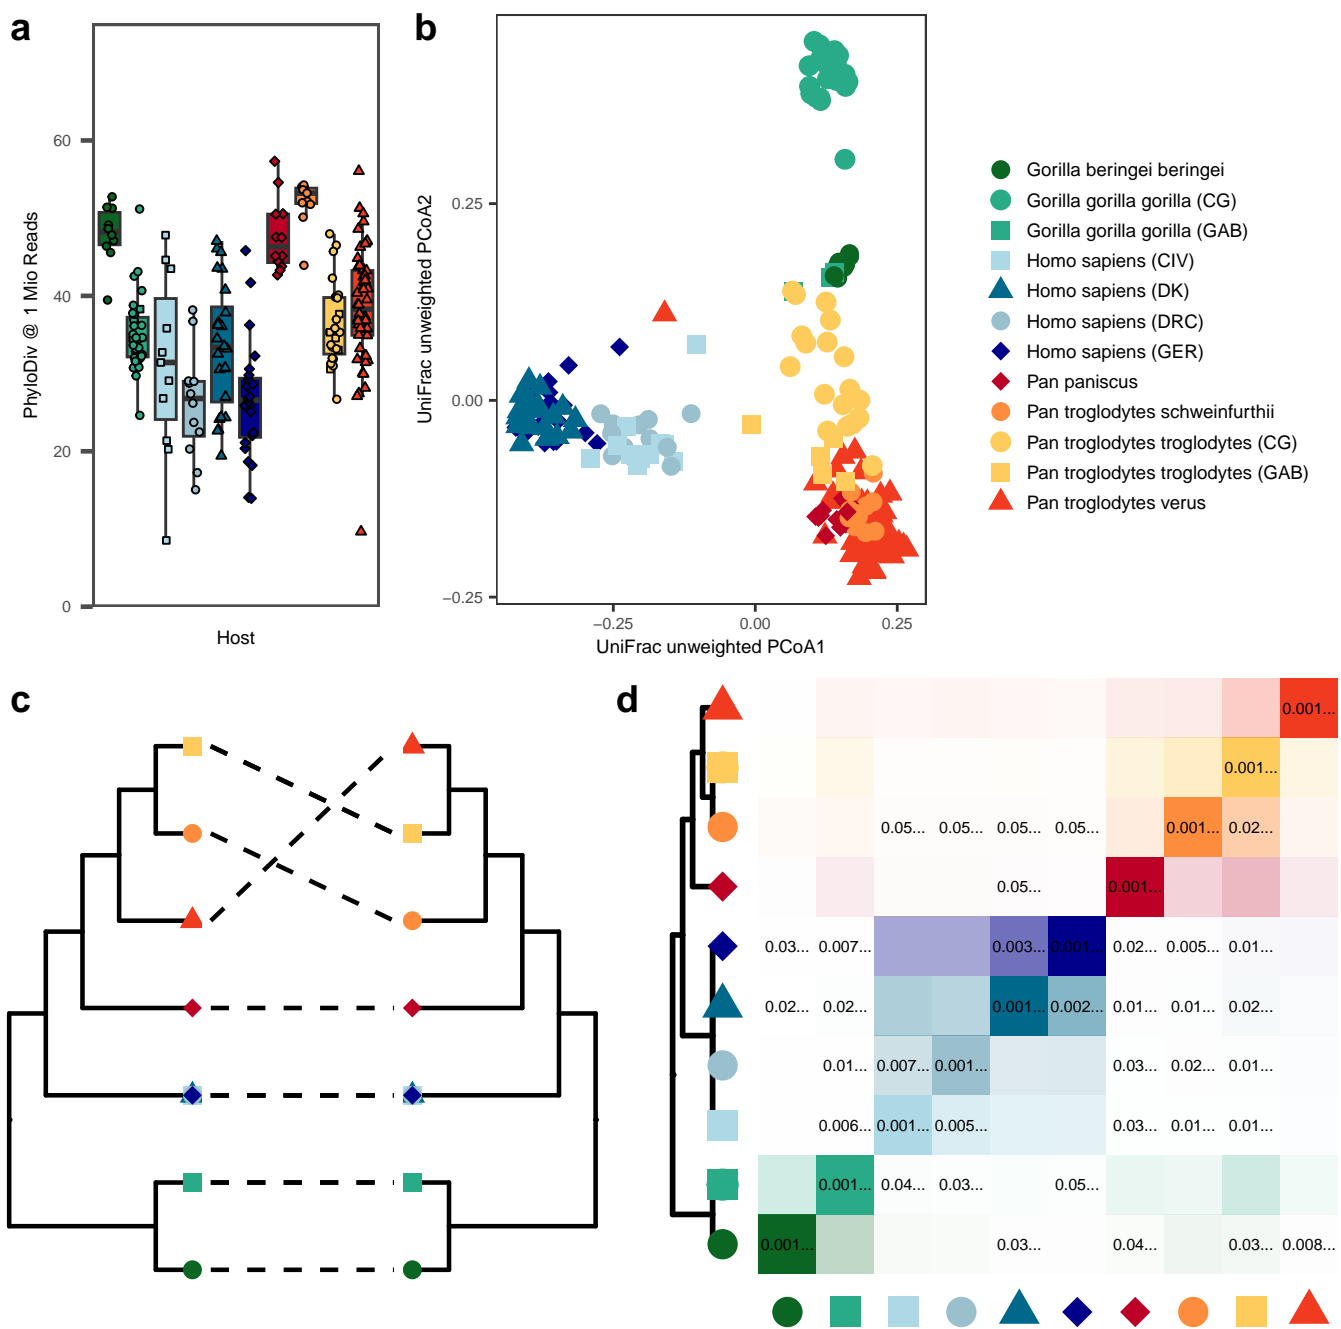 a
PhyloDiv @ 1 Mio Reads
60
40
20
0
Host
b
UniFrac unweighted PCoA2
0.25
0.00
−0.25
−0.25 0.00 0.25
UniFrac unweighted PCoA1
Gorilla beringei beringei
Gorilla gorilla gorilla (CG)
Gorilla gorilla gorilla (GAB)
Homo sapiens (CIV)
Homo sapiens (DK)
Homo sapiens (DRC)
Homo sapiens (GER)
Pan paniscus
Pan troglodytes schweinfurthii
Pan troglodytes troglodytes (CG)
Pan troglodytes troglodytes (GAB)
Pan troglodytes verus
c
d
0.001...
0.001...
0.05... 0.05... 0.05... 0.05... 0.001... 0.02...
0.05... 0.001...
0.03... 0.007... 0.003... 0.001... 0.02... 0.005... 0.01...
0.02... 0.02... 0.001... 0.002... 0.01... 0.01... 0.02...
0.01... 0.007... 0.001... 0.03... 0.02... 0.01...
0.006... 0.001... 0.005... 0.03... 0.01... 0.01...
0.001... 0.04... 0.03... 0.05...
0.001... 0.03... 0.04... 0.03... 0.008...